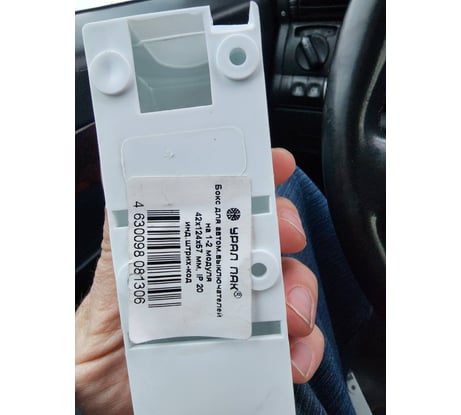 УРАЛ ПАК®
Бокс для автом.выключателей
на 1-2 модуля
42х124х67 мм. IP 20
инд штрих-код
4 630098 081306